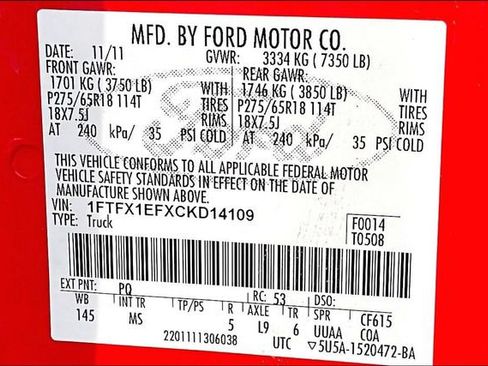 MFD. BY FORD MOTOR CO.
DATE: 11/11 GVWR: 3334 KG ( 7350 LB)
FRONT GAWR: REAR GAWR:
1701 KG ( 3750 LB) WITH 1746 KG ( 3850 LB) WITH
P275/65R18 114T TIRES P275/65R18 114T TIRES
18X7.5J RIMS 18X7.5J RIMS
AT 240 kPa/ 35 PSI COLD AT 240 kPa/ 35 PSI COLD
THIS VEHICLE CONFORMS TO ALL APPLICABLE FEDERAL MOTOR
VEHICLE SAFETY STANDARDS IN EFFECT ON THE DATE OF
MANUFACTURE SHOWN ABOVE.
VIN: 1FTFX1EFXCKD14109
TYPE: Truck
F0014
T0508
EXT PNT: PQ RC: 53 DSO:
WB INT TR TP/PS R AXLE TR CF615
145 MS 5 L9 6 UUAA COA
2201111306038 UTC ▽5U5A-1520472-BA
Ford